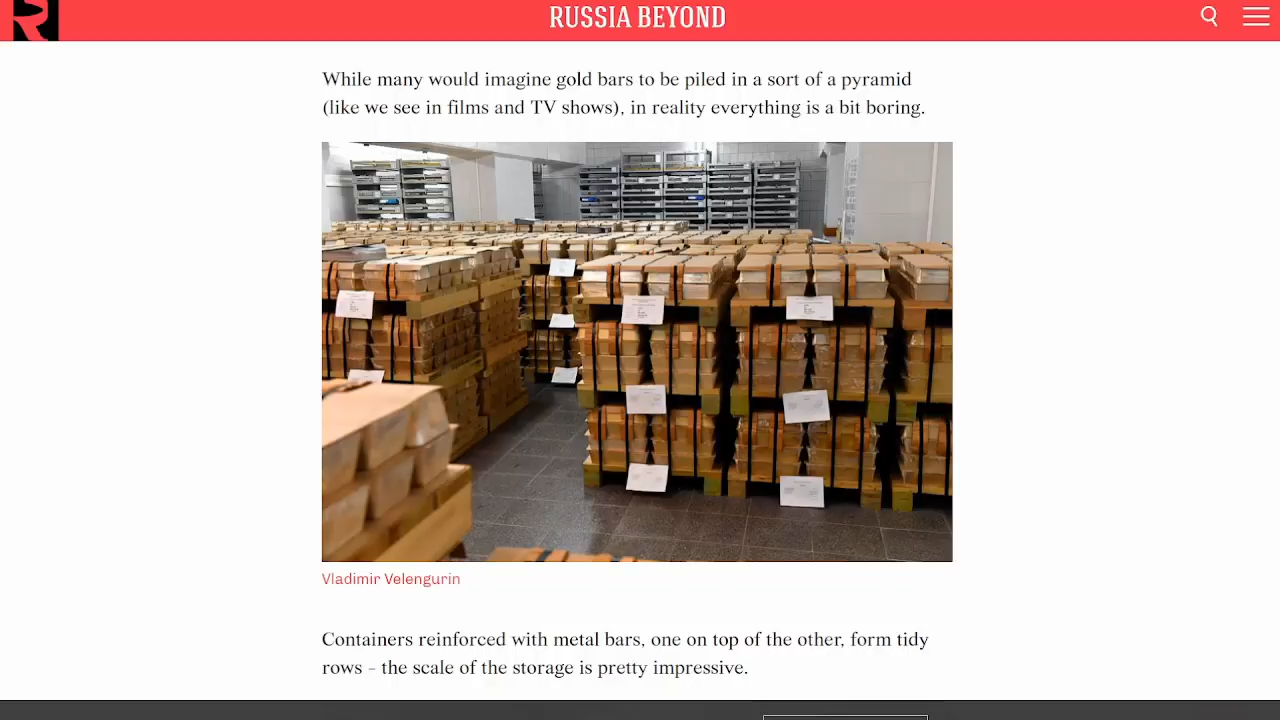 RUSSIA BEYOND
While many would imagine gold bars to be piled in a sort of a pyramid
(like we see in films and TV shows), in reality everything is a bit boring.
Vladimir Velengurin
Containers reinforced with metal bars, one on top of the other, form tidy
rows – the scale of the storage is pretty impressive.